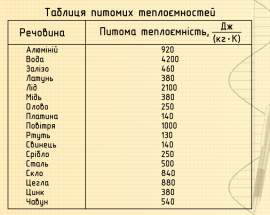 Таблиця питомих теплоємностей
Речовина Питома теплоємність, Дж/(кг·К)
Алюміній 920
Вода 4200
Залізо 460
Латунь 380
Лід 2100
Мідь 380
Олово 250
Платина 140
Повітря 1000
Ртуть 130
Свинець 140
Срібло 250
Сталь 500
Скло 840
Цегла 880
Цинк 380
Чавун 540